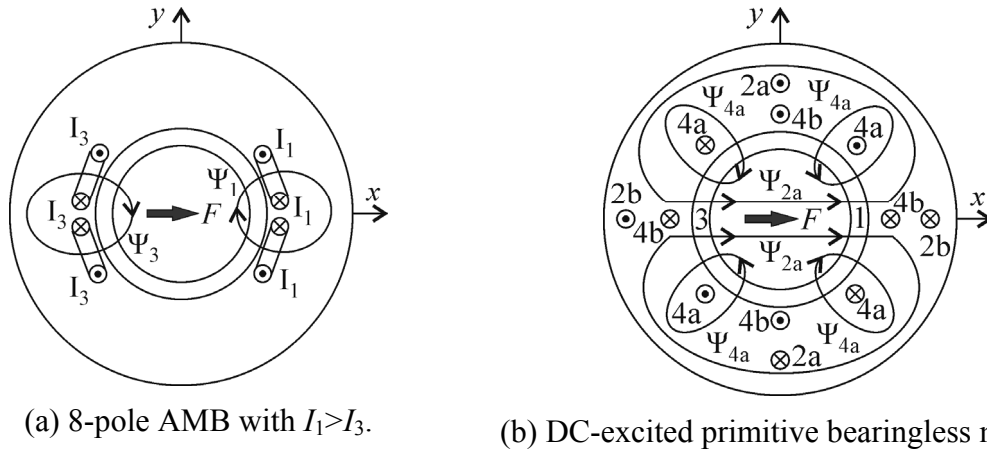 y
I₃
I₁
Ψ₁
x
I₃
F
I₁
Ψ₃
I₃
I₁
(a) 8-pole AMB with I₁>I₃.
y
2a
Ψ₄ₐ
Ψ₄ₐ
4b
4a
4a
Ψ₂ₐ
2b
x
3
F
1
4b
4b
2b
Ψ₂ₐ
4a
4b
4a
Ψ₄ₐ
Ψ₄ₐ
2a
(b) DC-excited primitive bearingless